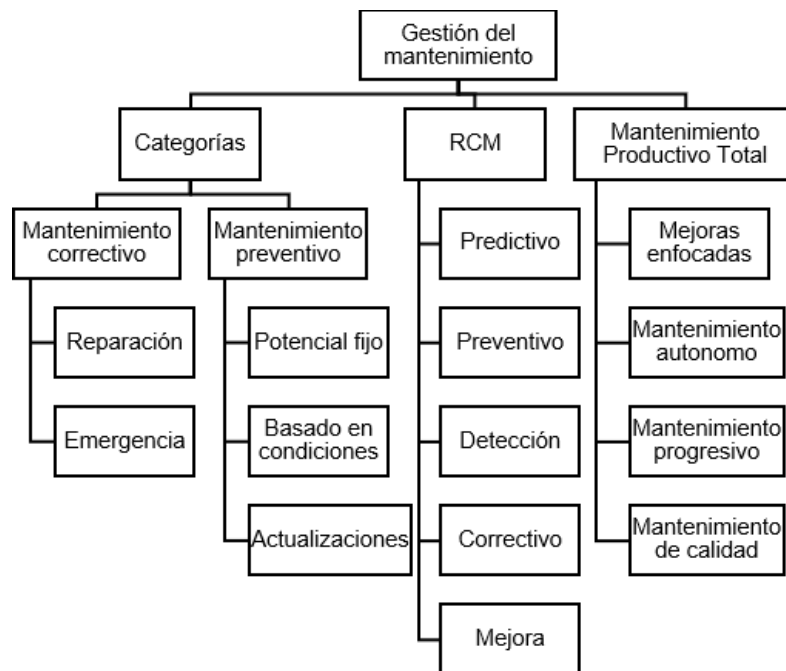 Gestión del
mantenimiento
Categorías
RCM
Mantenimiento
Productivo Total
Mantenimiento
correctivo
Mantenimiento
preventivo
Reparación
Emergencia
Potencial fijo
Basado en
condiciones
Actualizaciones
Predictivo
Preventivo
Detección
Correctivo
Mejora
Mejoras
enfocadas
Mantenimiento
autonomo
Mantenimiento
progresivo
Mantenimiento
de calidad